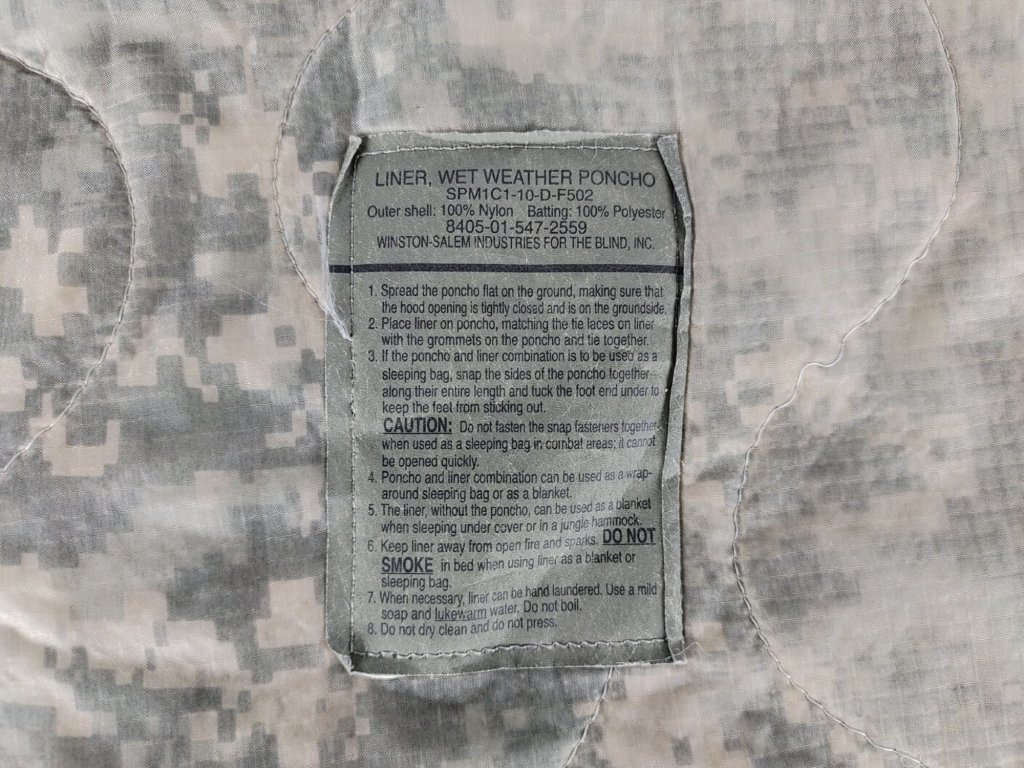 LINER, WET WEATHER PONCHO
SPM1C1-10-D-F502
Outer shell: 100% Nylon Batting: 100% Polyester
8405-01-547-2559
WINSTON-SALEM INDUSTRIES FOR THE BLIND, INC.
1. Spread the poncho flat on the ground, making sure that
the hood opening is tightly closed and is on the groundside.
2. Place liner on poncho, matching the tie laces on liner
with the grommets on the poncho and tie together.
3. If the poncho and liner combination is to be used as a
sleeping bag, snap the sides of the poncho together
along their entire length and tuck the foot end under to
keep the feet from sticking out.
CAUTION: Do not fasten the snap fasteners together
when used as a sleeping bag in combat areas; it cannot
be opened quickly.
4. Poncho and liner combination can be used as a wrap-
around sleeping bag or as a blanket.
5. The liner, without the poncho, can be used as a blanket
when sleeping under cover or in a jungle hammock.
6. Keep liner away from open fire and sparks. DO NOT
SMOKE in bed when using liner as a blanket or
sleeping bag.
7. When necessary, liner can be hand laundered. Use a mild
soap and lukewarm water. Do not boil.
8. Do not dry clean and do not press.